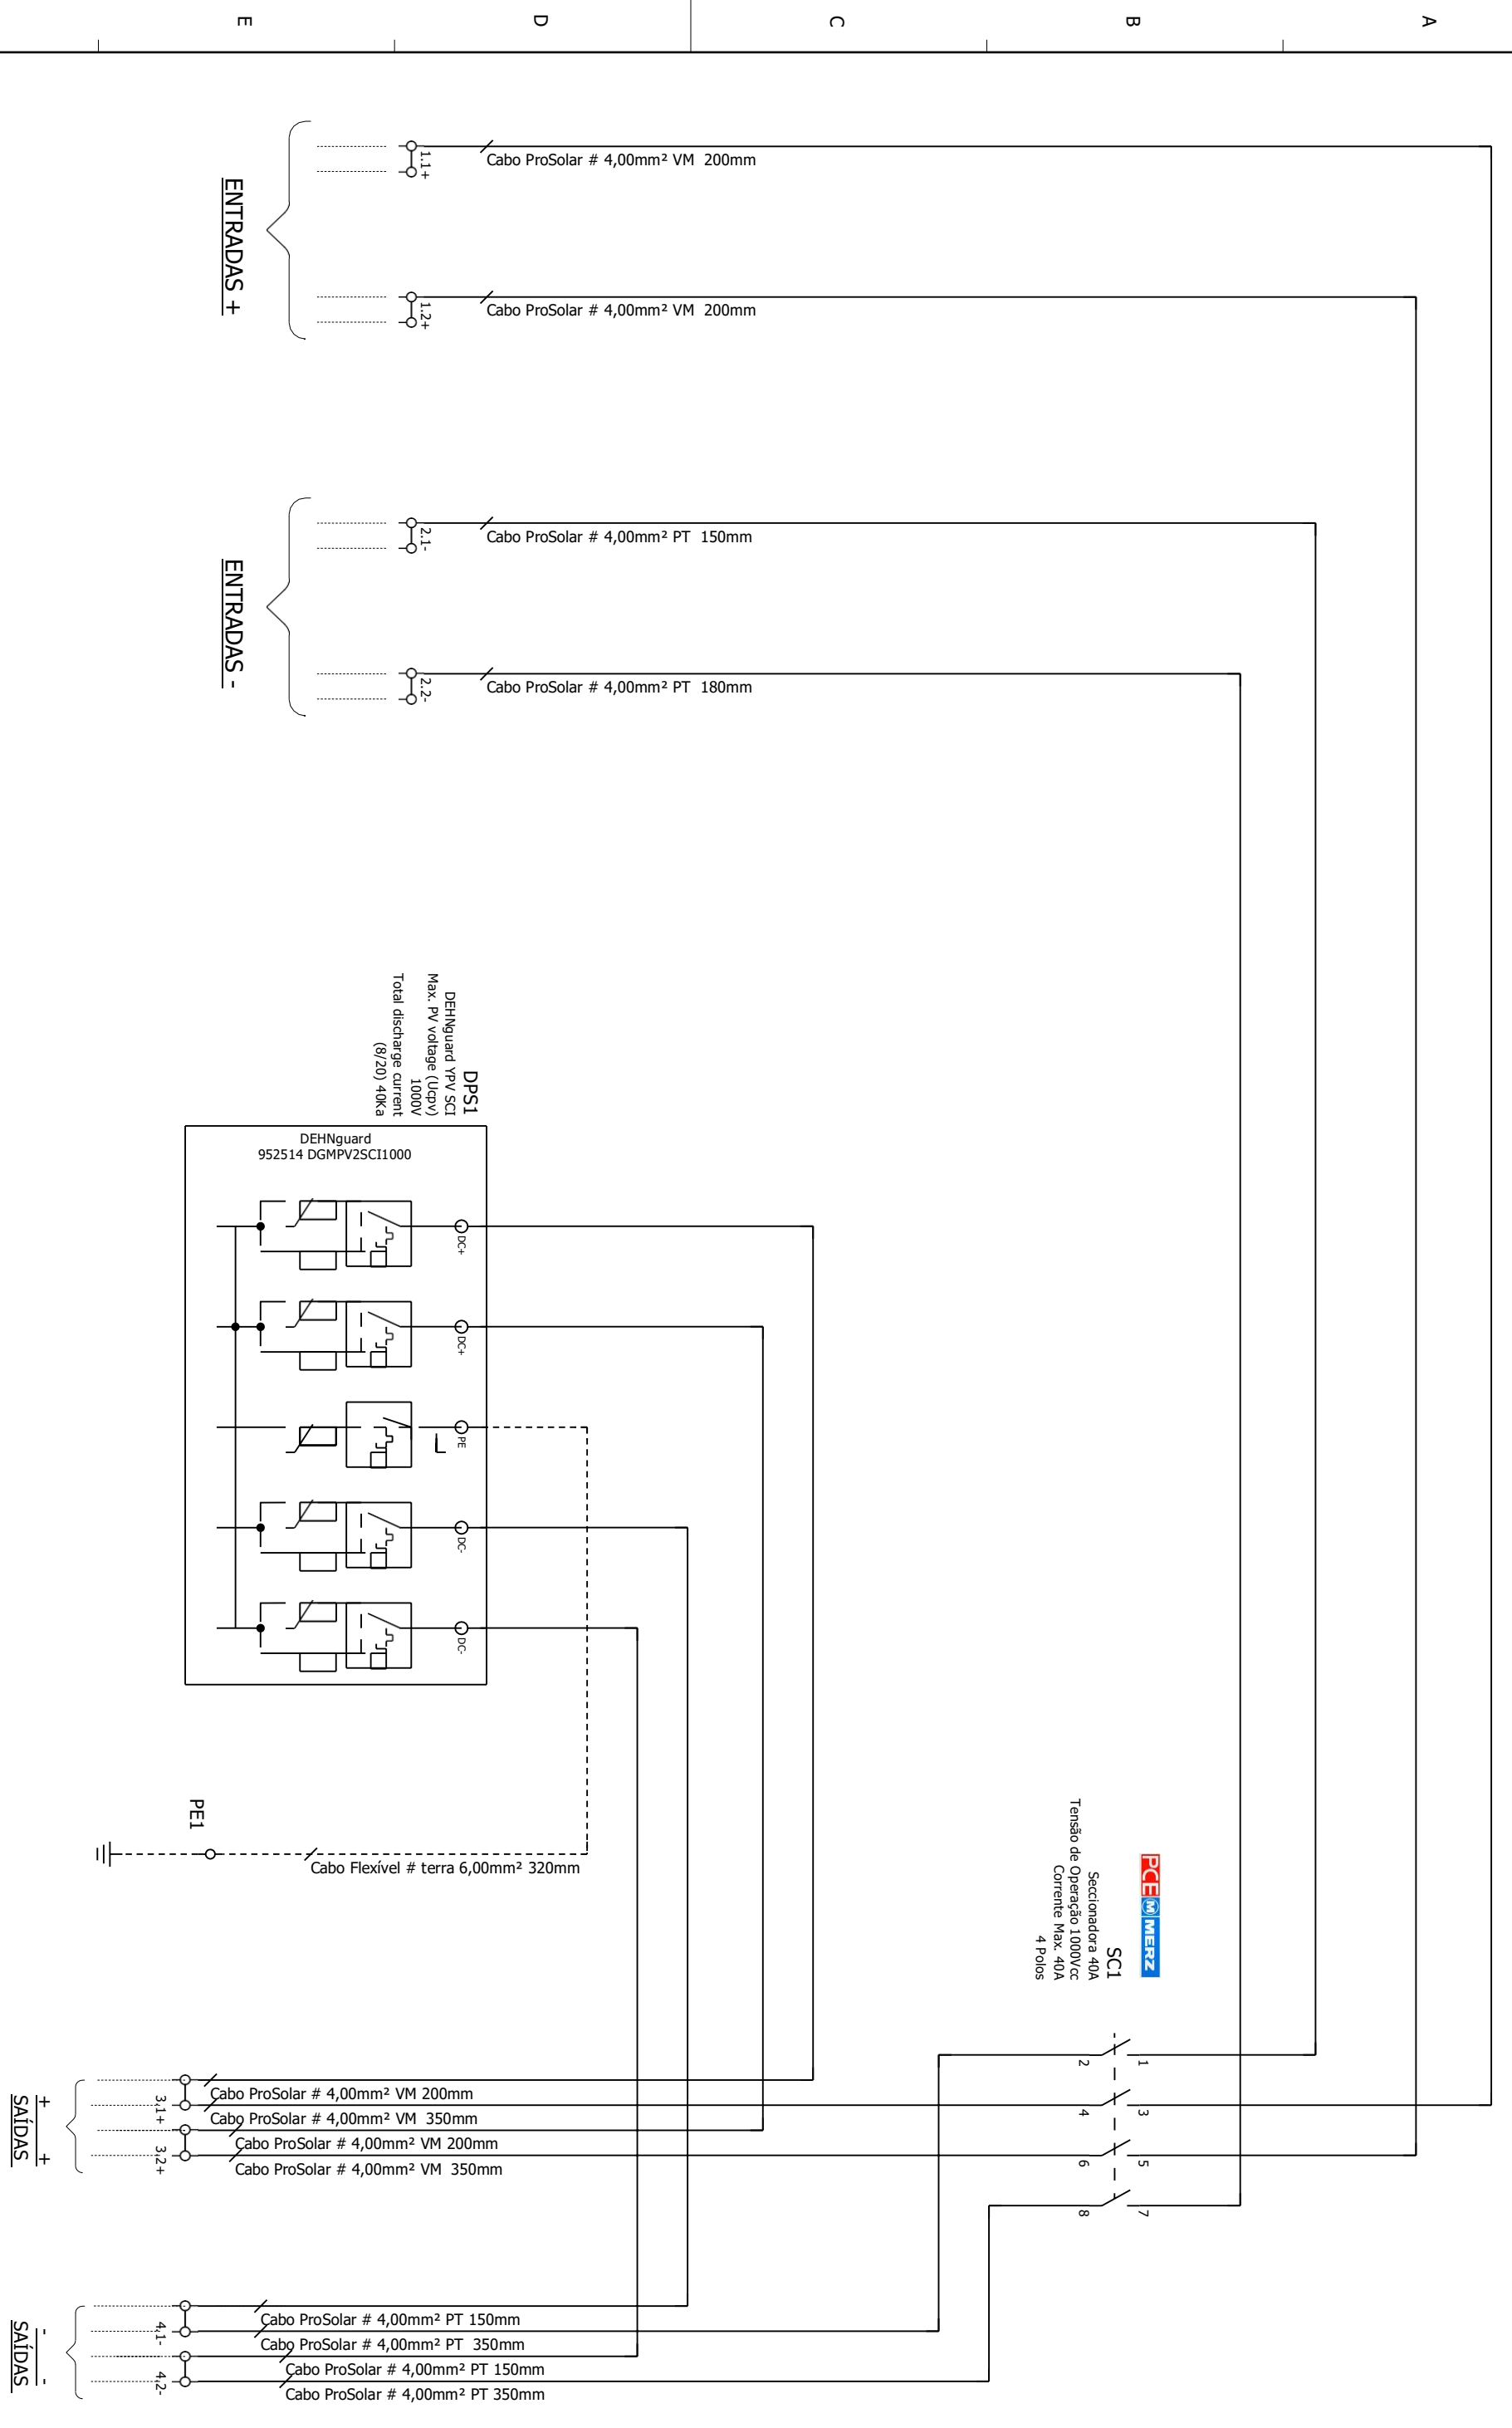 E
D
C
B
A
1.1+
Cabo ProSolar # 4,00mm² VM  200mm
1.2+
Cabo ProSolar # 4,00mm² VM  200mm
ENTRADAS +
2.1-
Cabo ProSolar # 4,00mm² PT  150mm
2.2-
Cabo ProSolar # 4,00mm² PT  180mm
ENTRADAS -
DPS1
DEHNguard YPV SCI
Max. PV voltage (Ucpv)
1000V
Total discharge current
(8/20) 40Ka
DEHNguard
952514 DGMPV2SCI1000
DC+
DC+
PE
DC-
DC-
PE1
Cabo Flexível # terra 6,00mm² 320mm
PCE M MERZ
SC1
Seccionadora 40A
Tensão de Operação 1000Vcc
Corrente Max. 40A
4 Polos
1
2
3
4
5
6
7
8
Cabo ProSolar # 4,00mm² VM 200mm
3.1+
Cabo ProSolar # 4,00mm² VM  350mm
Cabo ProSolar # 4,00mm² VM 200mm
3.2+
Cabo ProSolar # 4,00mm² VM  350mm
+ +
SAÍDAS
Cabo ProSolar # 4,00mm² PT 150mm
4.1-
Cabo ProSolar # 4,00mm² PT  350mm
Cabo ProSolar # 4,00mm² PT 150mm
4.2-
Cabo ProSolar # 4,00mm² PT 350mm
- -
SAÍDAS